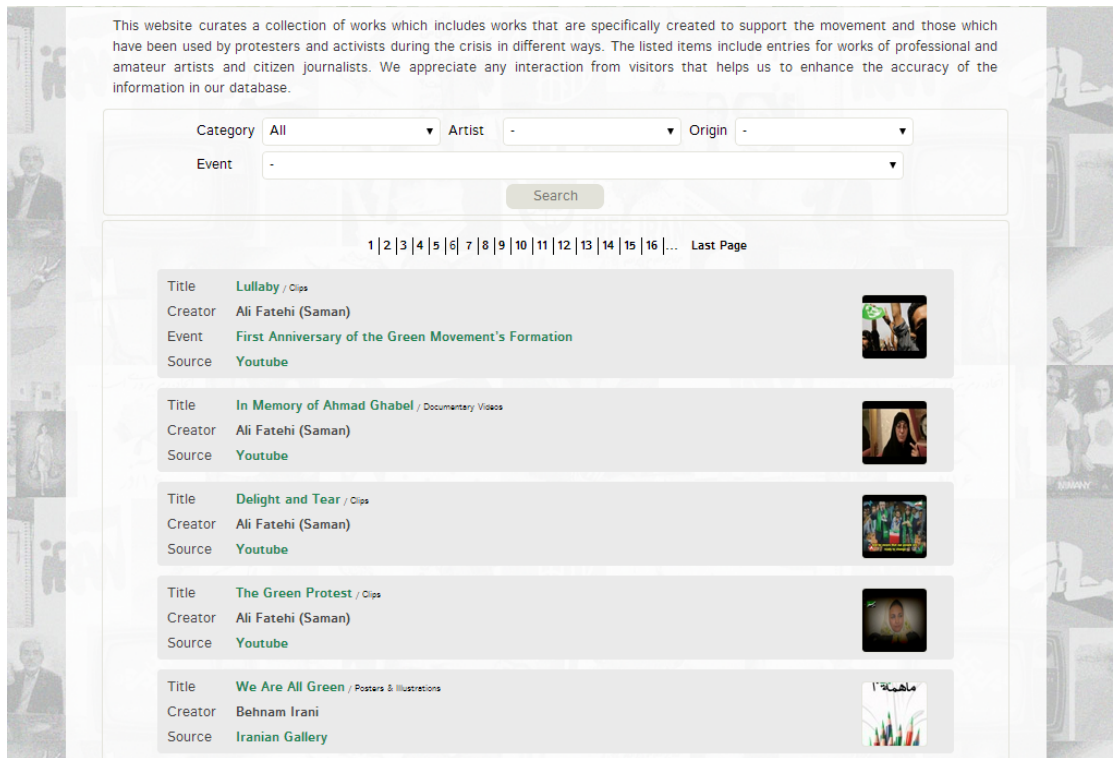 This website curates a collection of works which includes works that are specifically created to support the movement and those which
have been used by protesters and activists during the crisis in different ways. The listed items include entries for works of professional and
amateur artists and citizen journalists. We appreciate any interaction from visitors that helps us to enhance the accuracy of the
information in our database.
Category All Artist - Origin -
Event -
Search
1 | 2 | 3 | 4 | 5 | 6 | 7 | 8 | 9 | 10 | 11 | 12 | 13 | 14 | 15 | 16 | ... Last Page
Title Lullaby / Clips
Creator Ali Fatehi (Saman)
Event First Anniversary of the Green Movement's Formation
Source Youtube
Title In Memory of Ahmad Ghabel / Documentary Videos
Creator Ali Fatehi (Saman)
Source Youtube
Title Delight and Tear / Clips
Creator Ali Fatehi (Saman)
Source Youtube
Title The Green Protest / Clips
Creator Ali Fatehi (Saman)
Source Youtube
Title We Are All Green / Posters & Illustrations
Creator Behnam Irani
Source Iranian Gallery